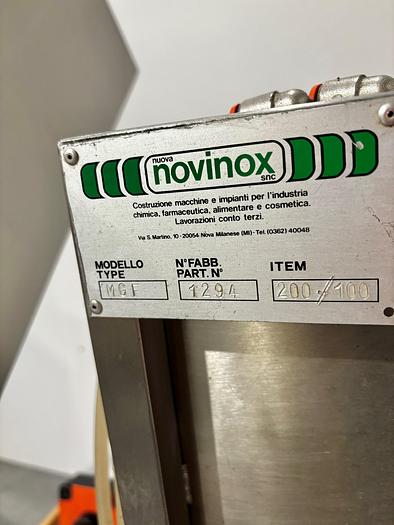 nuova
novinox
snc
Costruzione macchine e impianti per l'industria
chimica, farmaceutica, alimentare e cosmetica.
Lavorazioni conto terzi.
Via S. Martino, 10 - 20054 Nova Milanese (MI) - Tel. (0362) 40048
MODELLO N°FABB. ITEM
TYPE PART. N°
MGF 1294 200/100